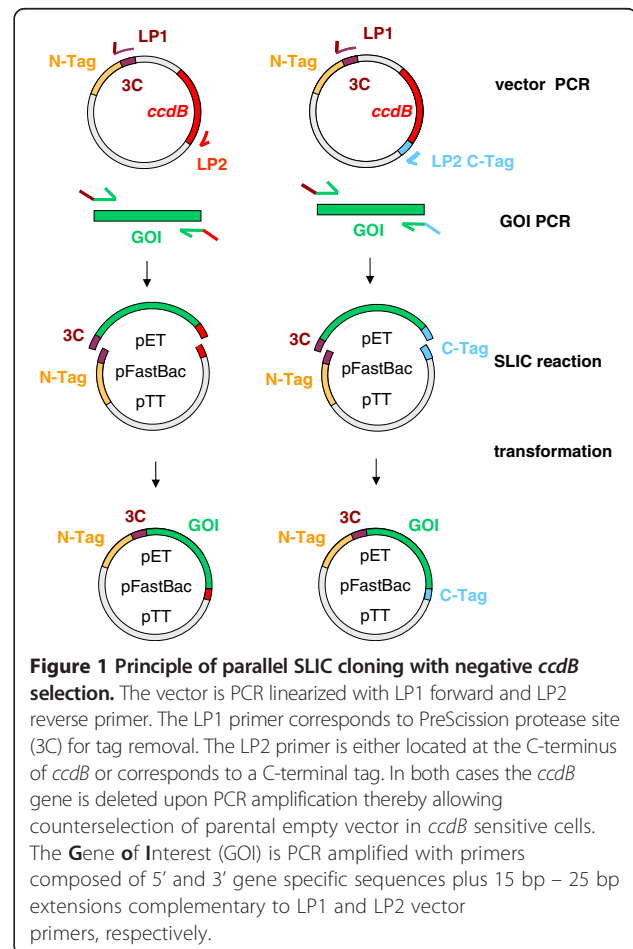 LP1 LP1
N-Tag N-Tag
3C 3C
vector PCR
ccdB ccdB
LP2 LP2 C-Tag
GOI PCR
GOI GOI
3C pET 3C pET
C-Tag
SLIC reaction
N-Tag pFastBac N-Tag pFastBac
pTT pTT
transformation
3C GOI 3C GOI
N-Tag N-Tag
pET pET
pFastBac pFastBac
C-Tag
pTT pTT
Figure 1 Principle of parallel SLIC cloning with negative ccdB
selection. The vector is PCR linearized with LP1 forward and LP2
reverse primer. The LP1 primer corresponds to PreScission protease site
(3C) for tag removal. The LP2 primer is either located at the C-terminus
of ccdB or corresponds to a C-terminal tag. In both cases the ccdB
gene is deleted upon PCR amplification thereby allowing
counterselection of parental empty vector in ccdB sensitive cells.
The Gene of Interest (GOI) is PCR amplified with primers
composed of 5′ and 3′ gene specific sequences plus 15 bp – 25 bp
extensions complementary to LP1 and LP2 vector
primers, respectively.